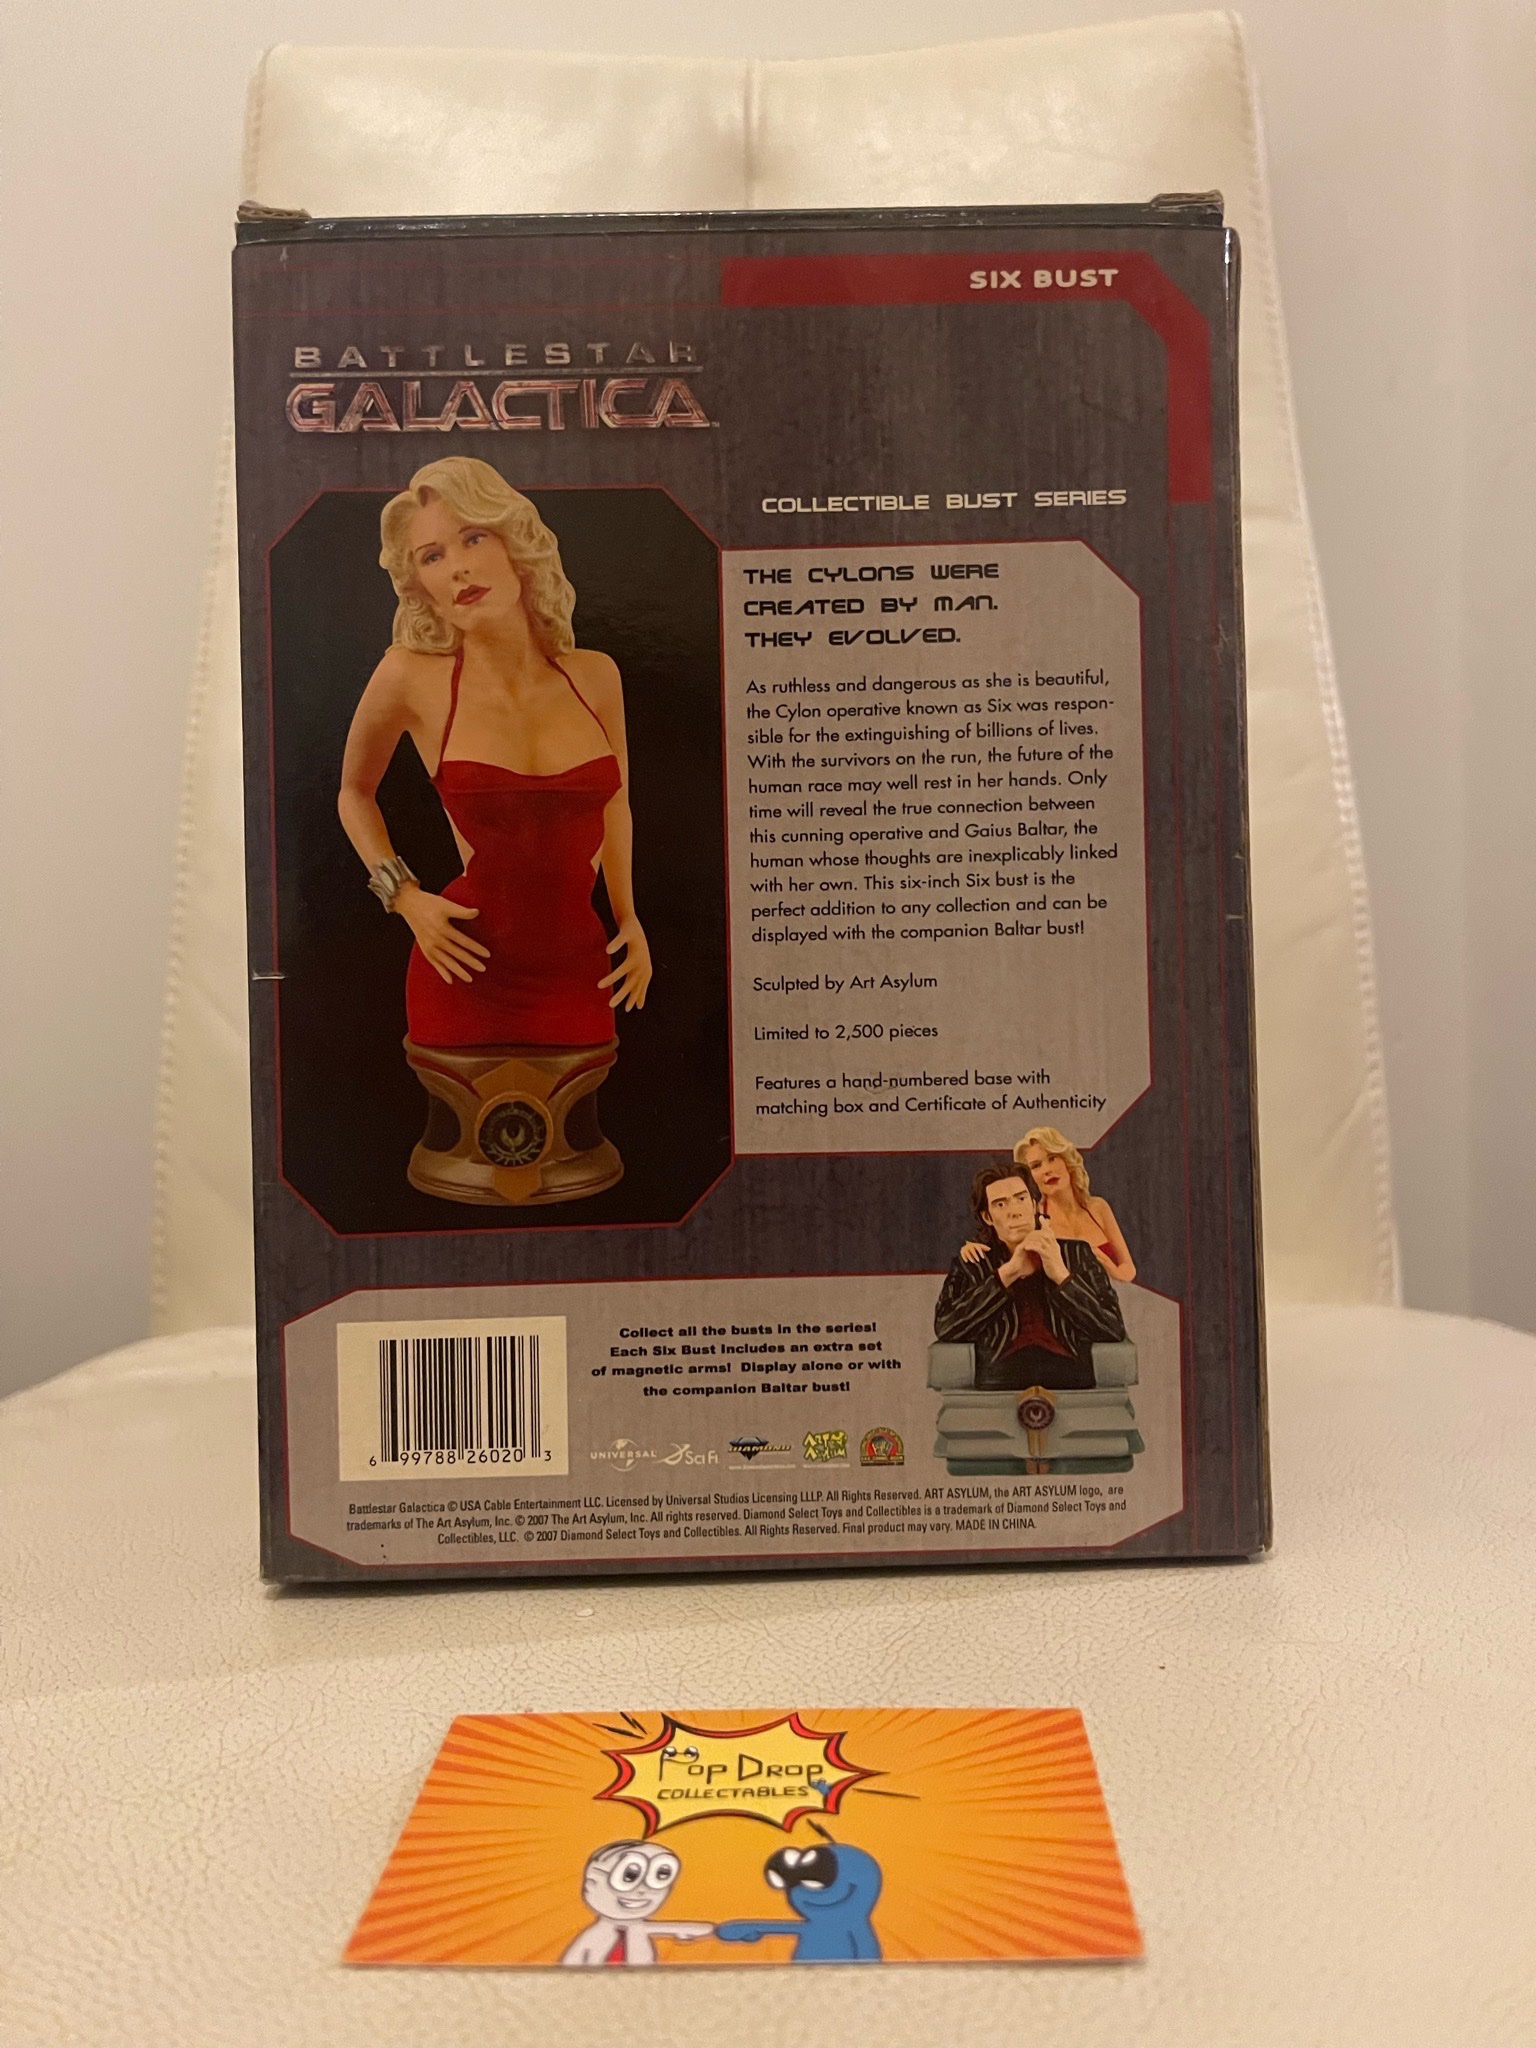 SIX BUST
BATTLESTAR
GALACTICA
COLLECTIBLE BUST SERIES
THE CYLONS WERE
CREATED BY MAN.
THEY EVOLVED.
As ruthless and dangerous as she is beautiful,
the Cylon operative known as Six was respon-
sible for the extinguishing of billions of lives.
With the survivors on the run, the future of the
human race may well rest in her hands. Only
time will reveal the true connection between
this cunning operative and Gaius Baltar, the
human whose thoughts are inexplicably linked
with her own. This six-inch Six bust is the
perfect addition to any collection and can be
displayed with the companion Baltar bust!
Sculpted by Art Asylum
Limited to 2,500 pieces
Features a hand-numbered base with
matching box and Certificate of Authenticity
Collect all the busts in the series!
Each Six Bust includes an extra set
of magnetic arms! Display alone or with
the companion Baltar bust!
6 99788 26020 3
UNIVERSAL SCI FI DIAMOND ART ASYLUM
Battlestar Galactica © USA Cable Entertainment LLC. Licensed by Universal Studios Licensing LLLP. All Rights Reserved. ART ASYLUM, the ART ASYLUM logo, are
trademarks of The Art Asylum, Inc. © 2007 The Art Asylum, Inc. All rights reserved. Diamond Select Toys and Collectibles is a trademark of Diamond Select Toys and
Collectibles, LLC. © 2007 Diamond Select Toys and Collectibles. All Rights Reserved. Final product may vary. MADE IN CHINA.
POP DROP
COLLECTABLES